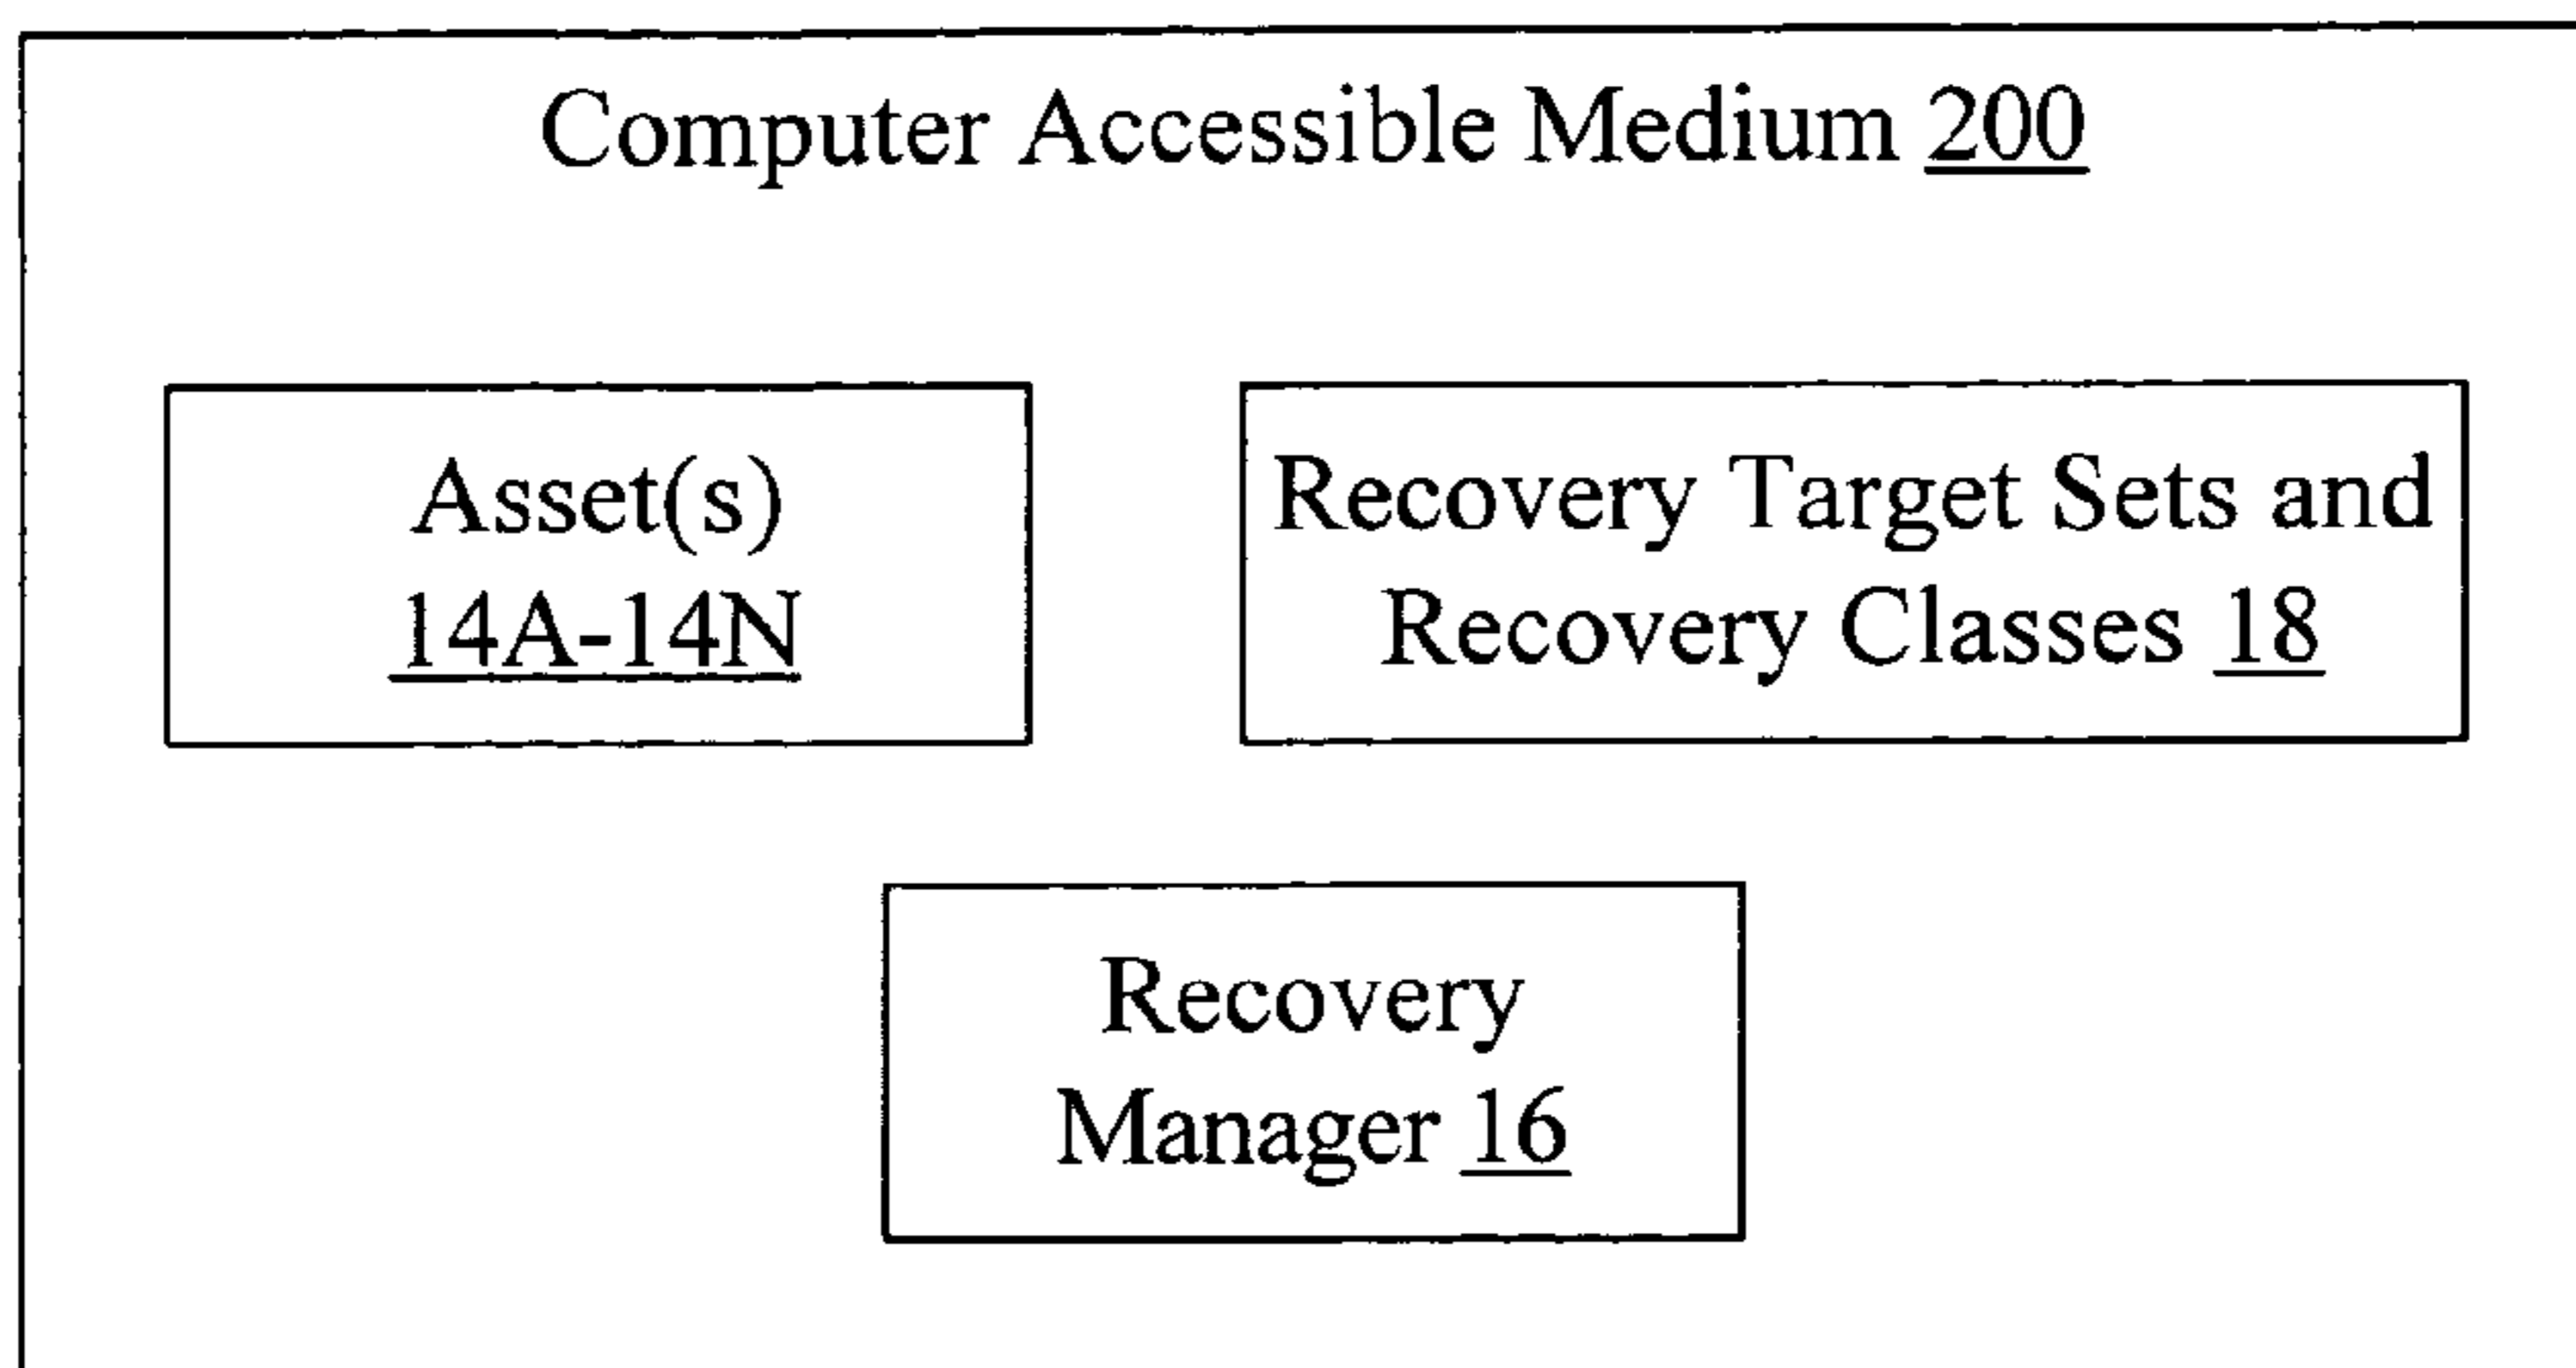 Computer Accessible Medium 200
Asset(s)
14A-14N
Recovery Target Sets and
Recovery Classes 18
Recovery
Manager 16